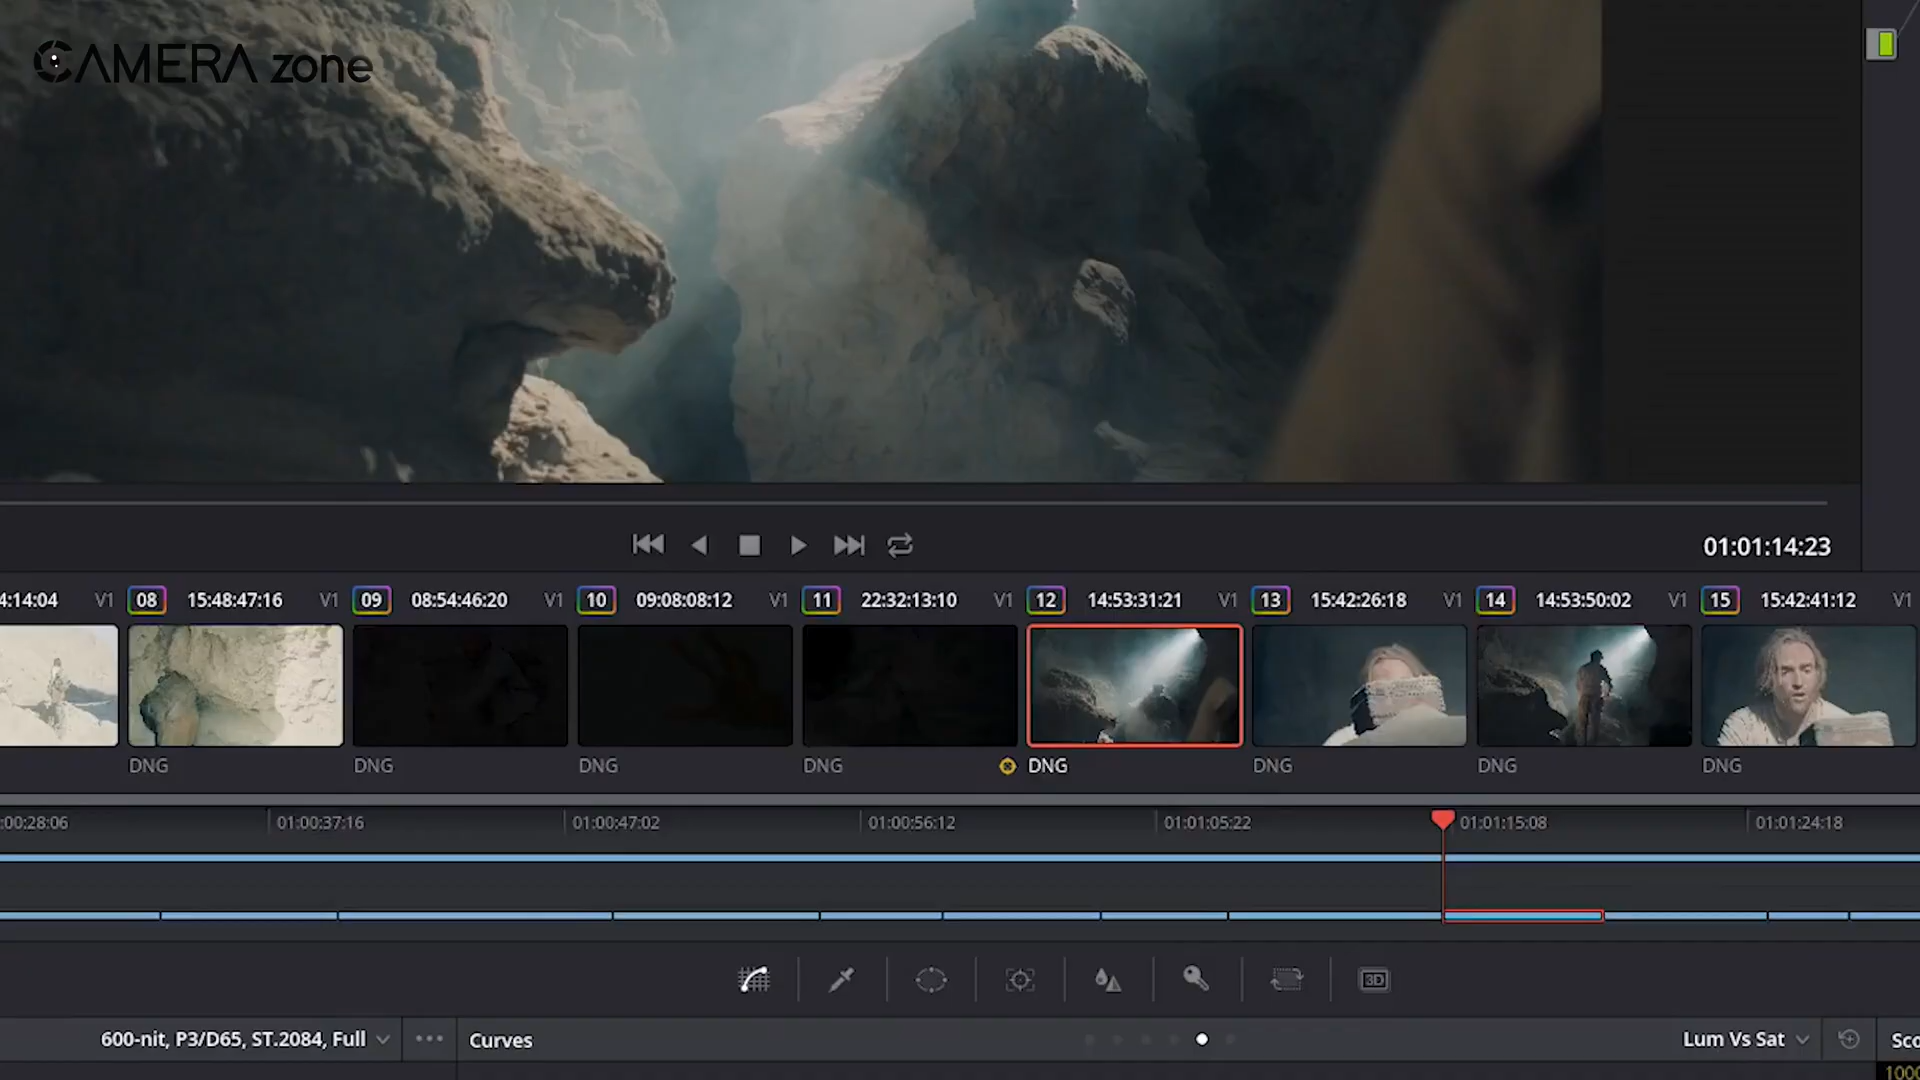 CAMERA zone
01:01:14:23
4:14:04 V1 08 15:48:47:16 V1 09 08:54:46:20 V1 10 09:08:08:12 V1 11 22:32:13:10 V1 12 14:53:31:21 V1 13 15:42:26:18 V1 14 14:53:50:02 V1 15 15:42:41:12 V1
DNG DNG DNG DNG DNG DNG DNG DNG
:00:28:06 01:00:37:16 01:00:47:02 01:00:56:12 01:01:05:22 01:01:15:08 01:01:24:18
3D
600-nit, P3/D65, ST.2084, Full ••• Curves Lum Vs Sat Sco
1000